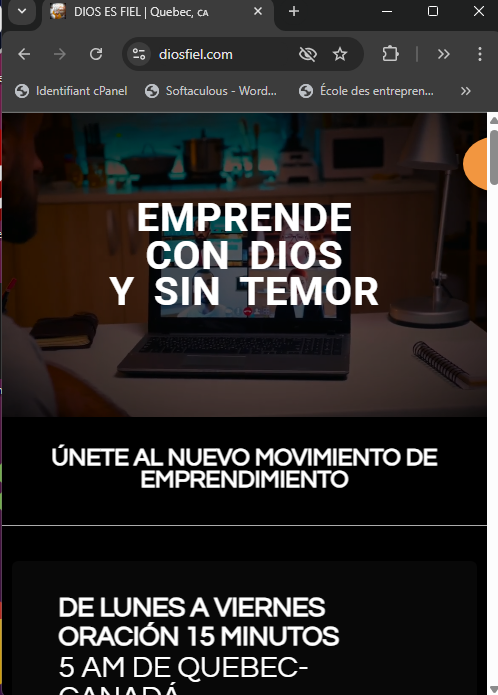 DIOS ES FIEL | Quebec, CA
diosfiel.com
Identifiant cPanel
Softaculous - Word...
École des entrepren...
EMPRENDE
CON DIOS
Y SIN TEMOR
ÚNETE AL NUEVO MOVIMIENTO DE
EMPRENDIMIENTO
DE LUNES A VIERNES
ORACIÓN 15 MINUTOS
5 AM DE QUEBEC-
CANADÁ